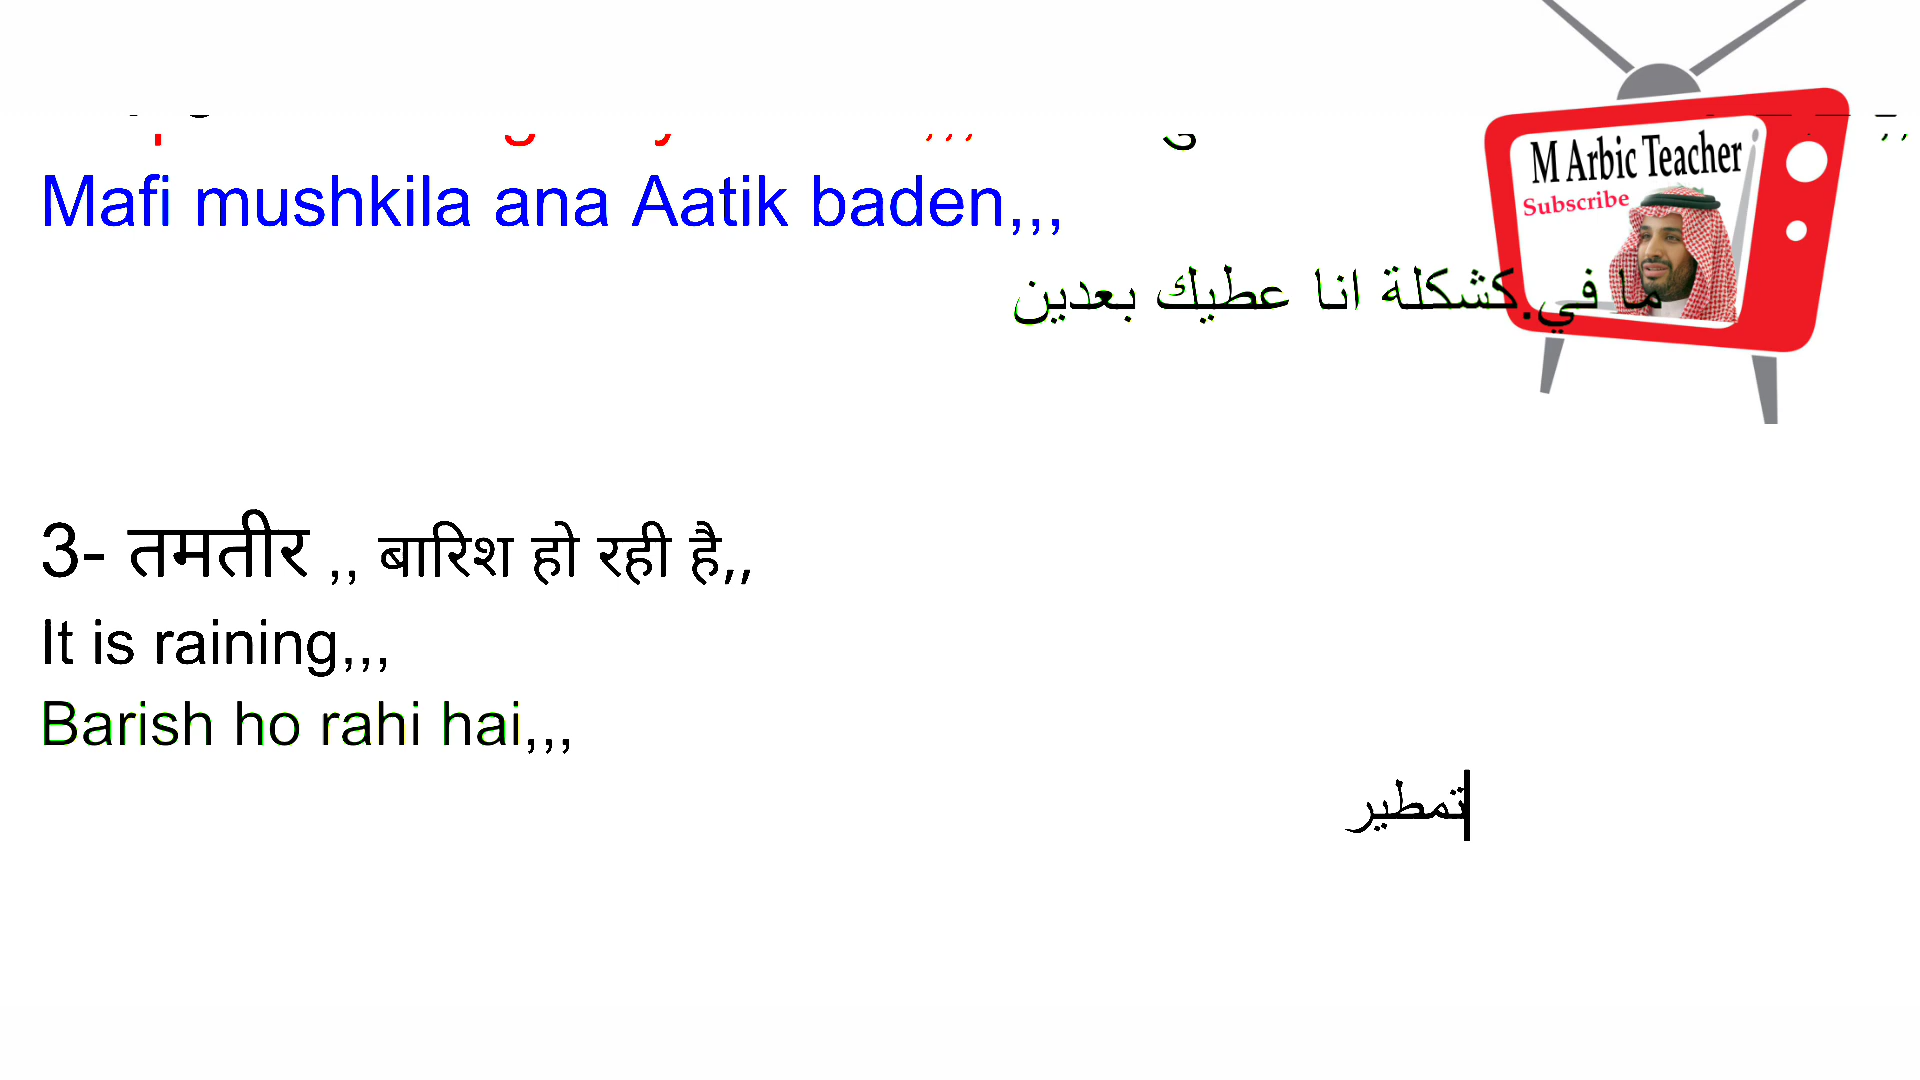 M Arbic Teacher
Subscribe
Mafi mushkila ana Aatik baden,,,
ما في.كشكلة انا عطيك بعدين
3- तमतीर ,, बारिश हो रही है,,
It is raining,,,
Barish ho rahi hai,,,
تمطير